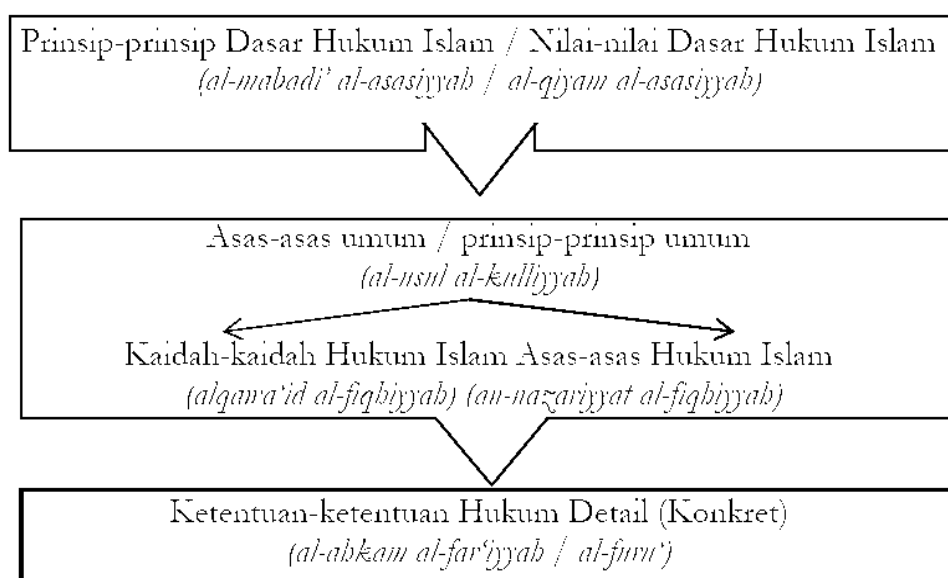 Prinsip-prinsip Dasar Hukum Islam / Nilai-nilai Dasar Hukum Islam
(al-mabadi’ al-asasiyyah / al-qiyam al-asasiyyah)
Asas-asas umum / prinsip-prinsip umum
(al-usul al-kulliyyah)
Kaidah-kaidah Hukum Islam Asas-asas Hukum Islam
(alqawa‘id al-fiqhiyyah) (an-nazariyyat al-fiqhiyyah)
Ketentuan-ketentuan Hukum Detail (Konkret)
(al-ahkam al-far‘iyyah / al-furu‘)